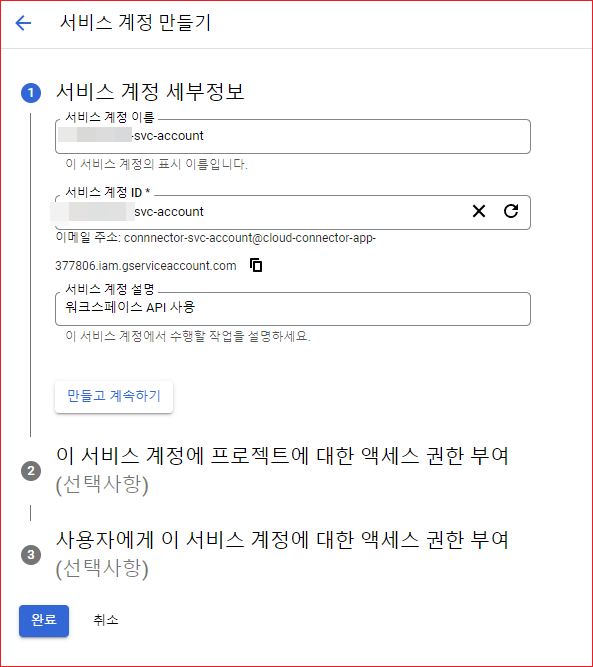 서비스 계정 만들기
1 서비스 계정 세부정보
서비스 계정 이름
-svc-account
이 서비스 계정의 표시 이름입니다.
서비스 계정 ID *
svc-account
이메일 주소: connnector-svc-account@cloud-connector-app-
377806.iam.gserviceaccount.com
서비스 계정 설명
워크스페이스 API 사용
이 서비스 계정에서 수행할 작업을 설명하세요.
만들고 계속하기
2 이 서비스 계정에 프로젝트에 대한 액세스 권한 부여
(선택사항)
3 사용자에게 이 서비스 계정에 대한 액세스 권한 부여
(선택사항)
완료 취소